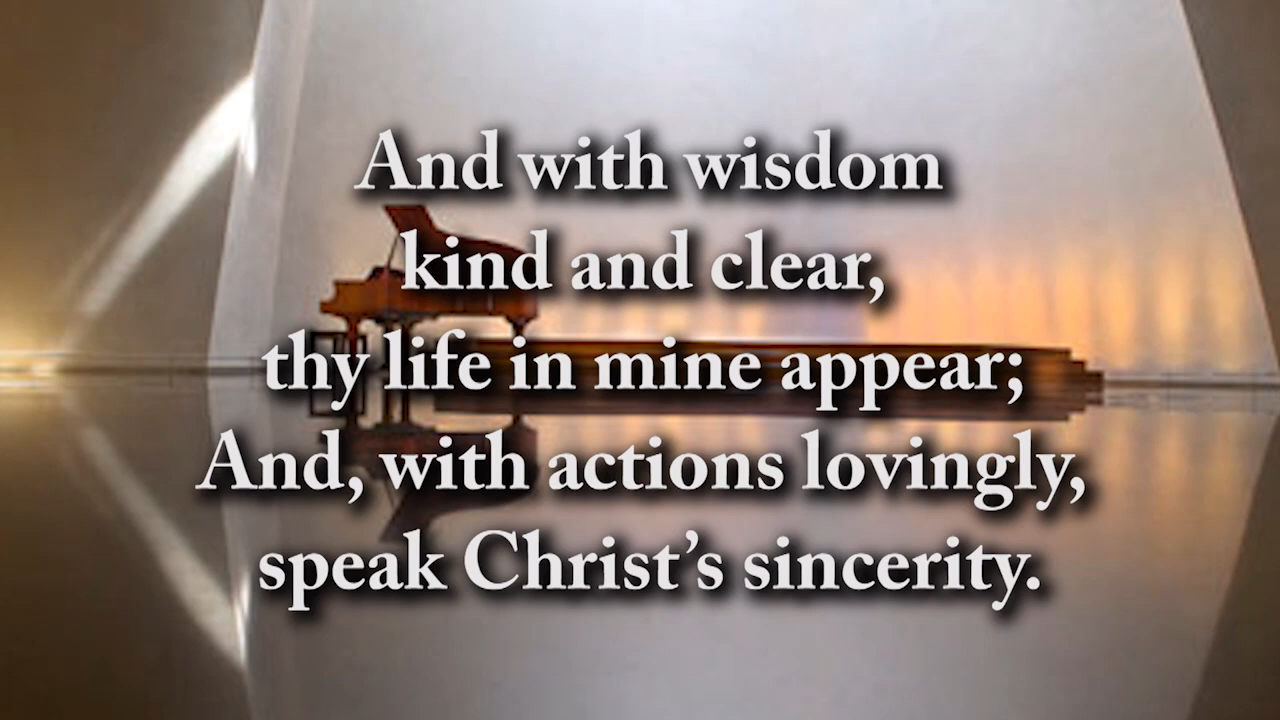 And with wisdom
kind and clear,
thy life in mine appear;
And, with actions lovingly,
speak Christ’s sincerity.